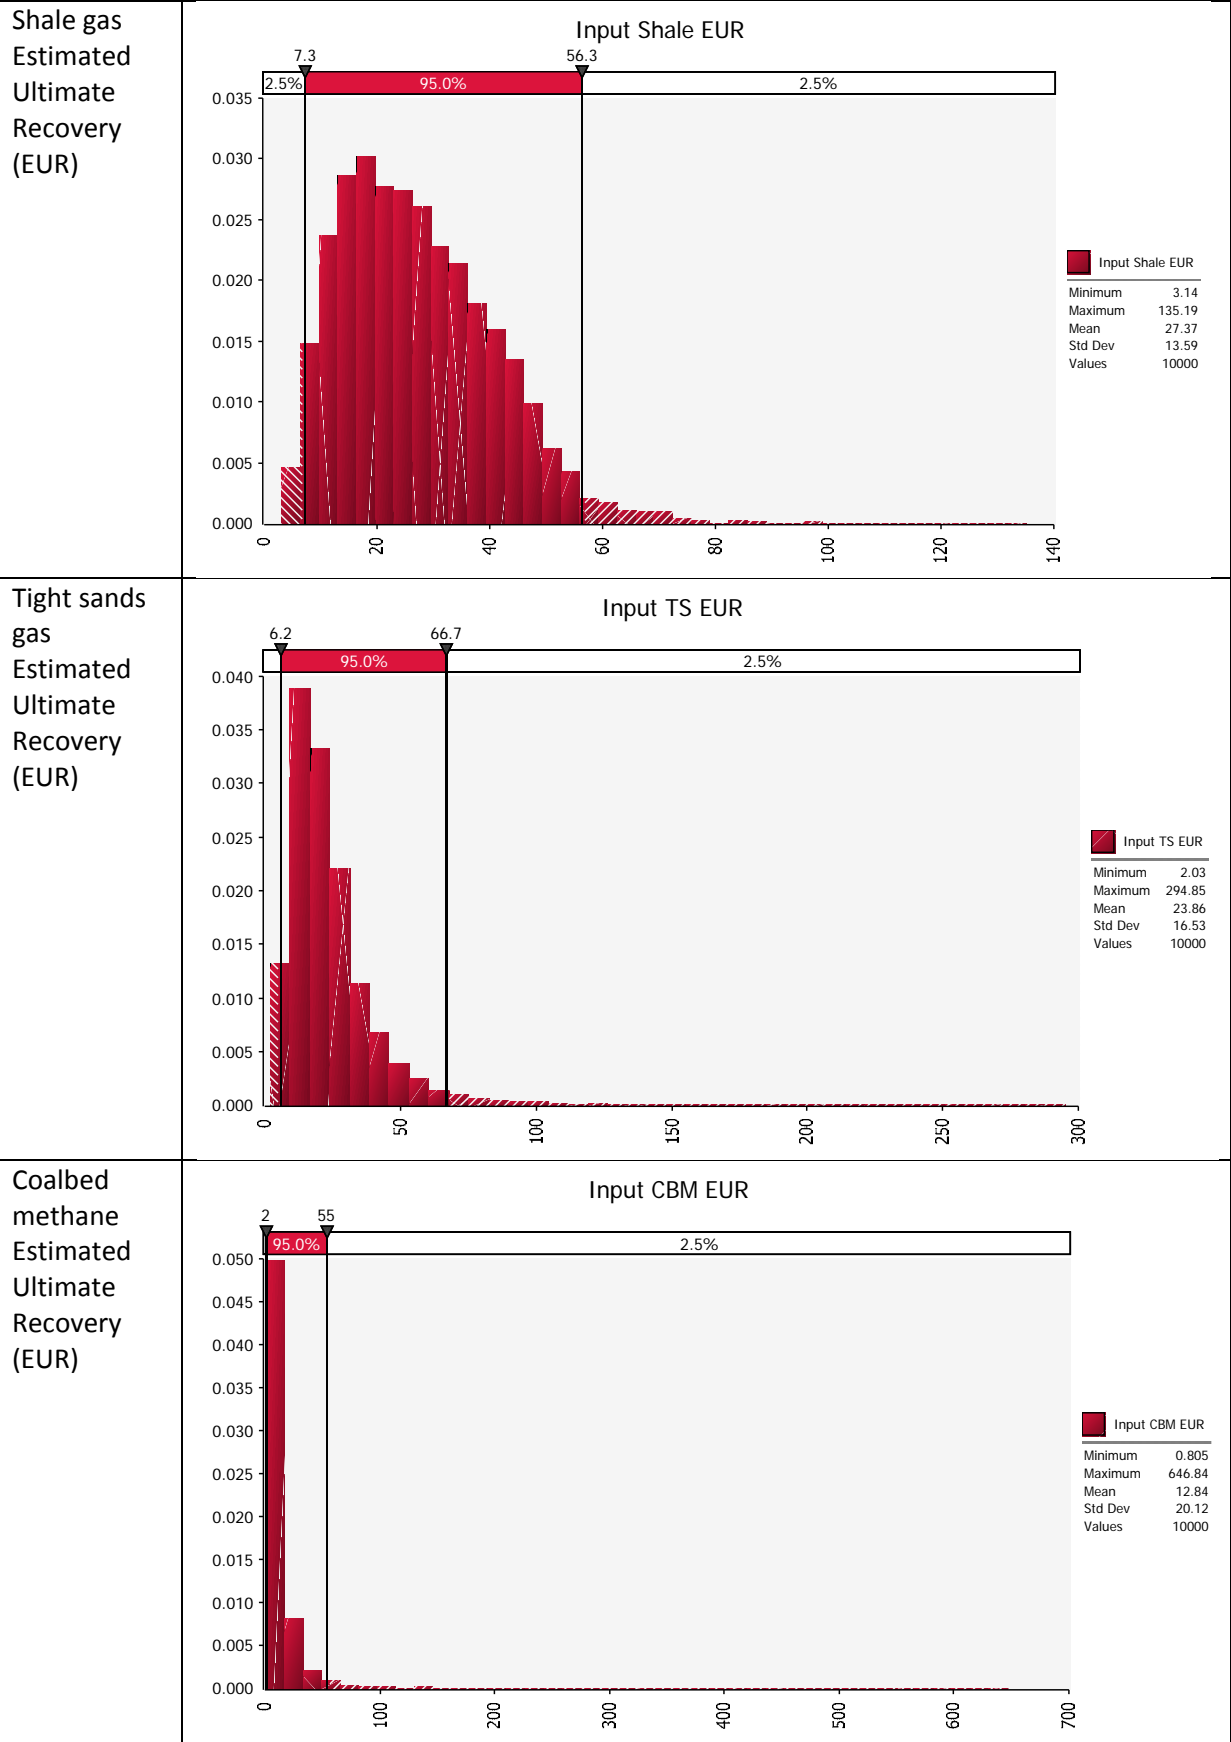 Shale gas
Estimated
Ultimate
Recovery
(EUR)
Input Shale EUR
7.3 56.3
2.5% 95.0% 2.5%
0.035
0.030
0.025
0.020
0.015
0.010
0.005
0.000
0 20 40 60 80 100 120 140
Input Shale EUR
Minimum 3.14
Maximum 135.19
Mean 27.37
Std Dev 13.59
Values 10000
Tight sands
gas
Estimated
Ultimate
Recovery
(EUR)
Input TS EUR
6.2 66.7
95.0% 2.5%
0.040
0.035
0.030
0.025
0.020
0.015
0.010
0.005
0.000
0 50 100 150 200 250 300
Input TS EUR
Minimum 2.03
Maximum 294.85
Mean 23.86
Std Dev 16.53
Values 10000
Coalbed
methane
Estimated
Ultimate
Recovery
(EUR)
Input CBM EUR
2 55
95.0% 2.5%
0.050
0.045
0.040
0.035
0.030
0.025
0.020
0.015
0.010
0.005
0.000
0 100 200 300 400 500 600 700
Input CBM EUR
Minimum 0.805
Maximum 646.84
Mean 12.84
Std Dev 20.12
Values 10000